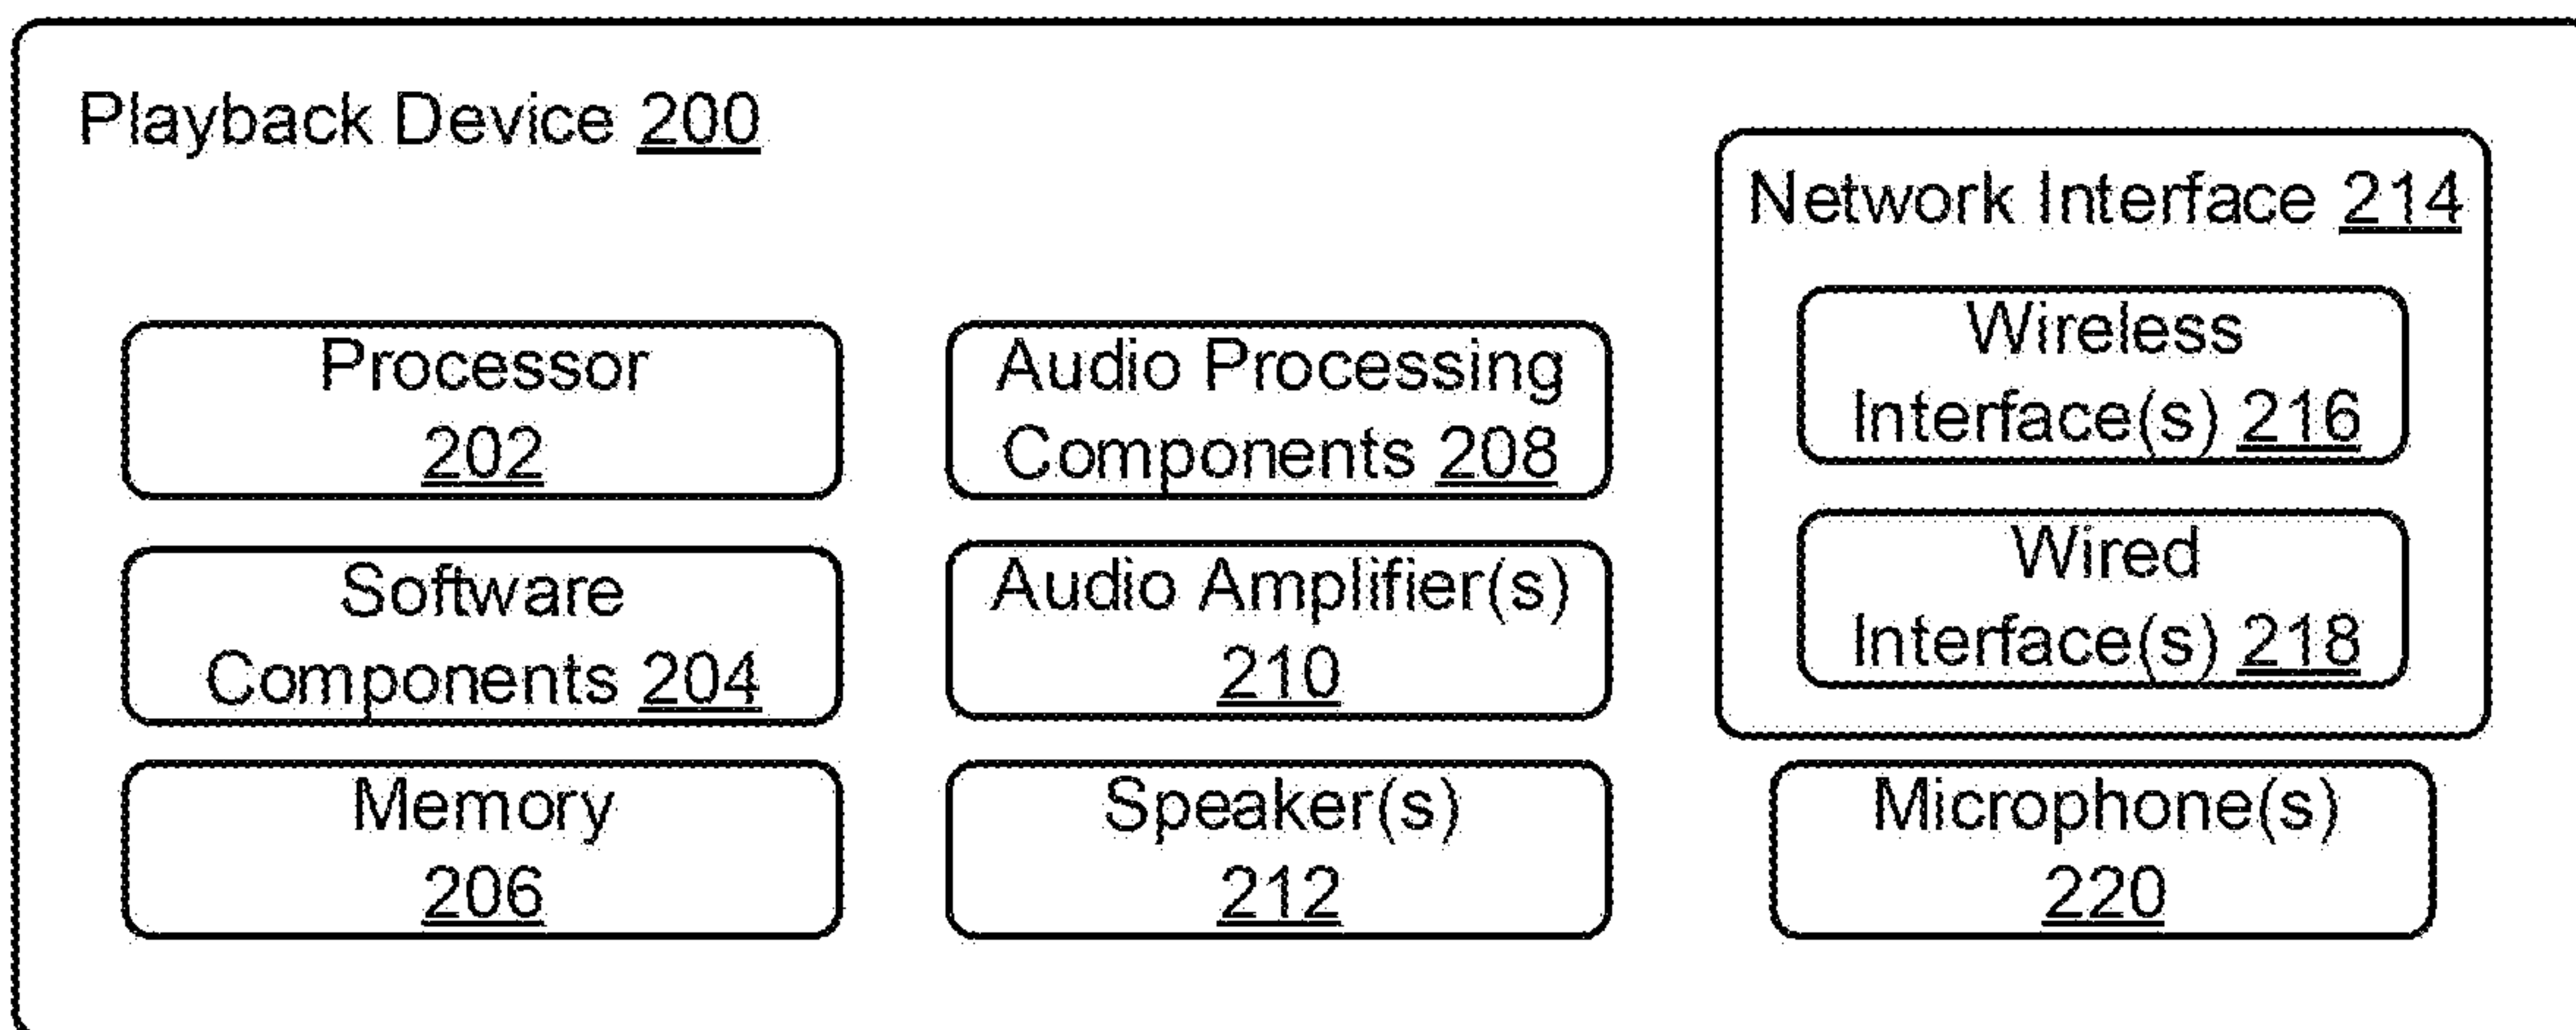 Playback Device 200
Processor
202
Software
Components 204
Memory
206
Audio Processing
Components 208
Audio Amplifier(s)
210
Speaker(s)
212
Network Interface 214
Wireless
Interface(s) 216
Wired
Interface(s) 218
Microphone(s)
220